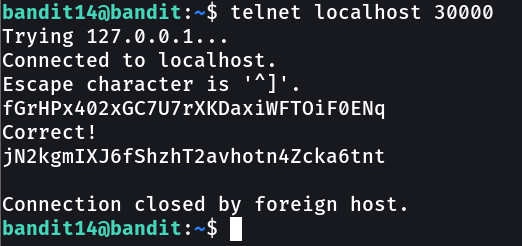 bandit14@bandit:~$ telnet localhost 30000
Trying 127.0.0.1...
Connected to localhost.
Escape character is '^]'.
fGrHPx402xGC7U7rXKDaxiWFTOiF0ENq
Correct!
jN2kgmIXJ6fShzhT2avhotn4Zcka6tnt
Connection closed by foreign host.
bandit14@bandit:~$